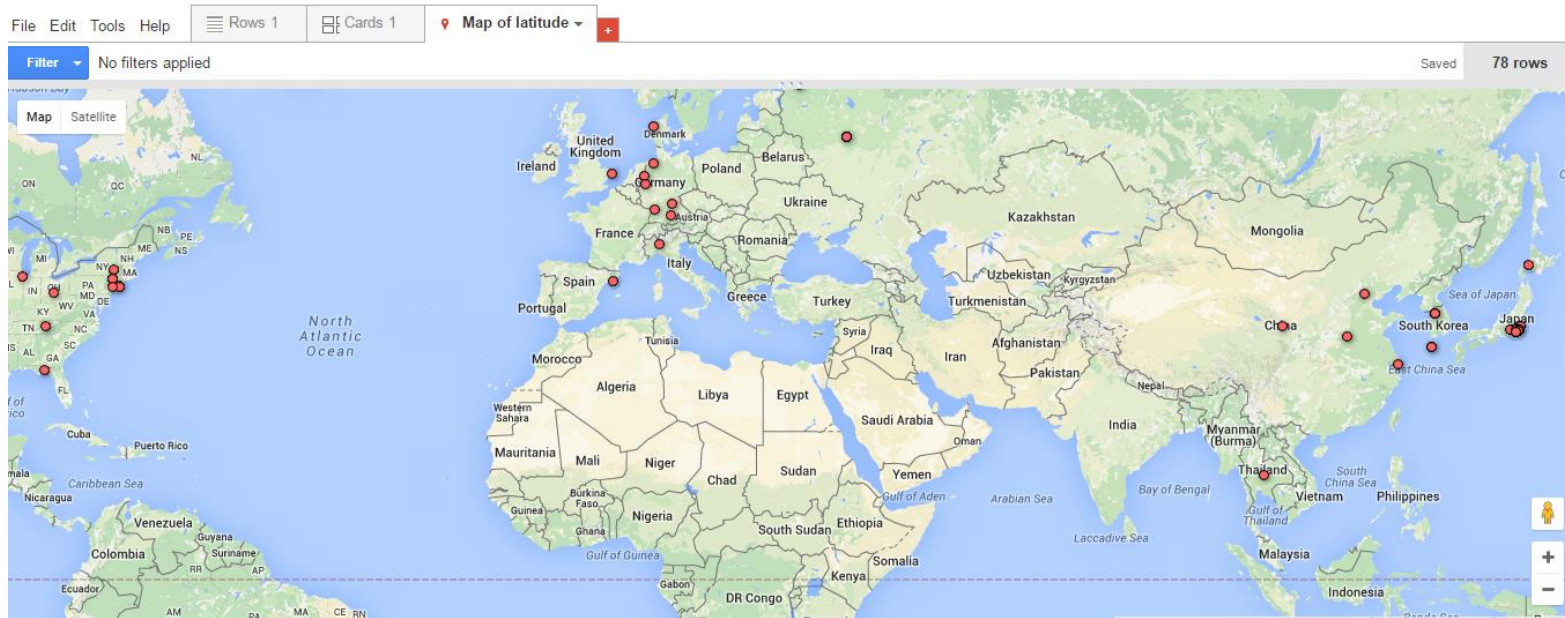 File Edit Tools Help Rows 1 Cards 1 Map of latitude +
Filter No filters applied Saved 78 rows
Map Satellite
NL
ON
QC
NB PE
ME NS
MI
NH
NY MA
IN OH PA
MD DE
WV
KY VA
TN NC
SC
AL GA
FL
Cuba
Puerto Rico
Caribbean Sea
Nicaragua
Venezuela
Guyana
Suriname
Colombia
RR AP
Ecuador
AM PA MA CE RN
North
Atlantic
Ocean
United
Kingdom
Ireland
Denmark
Germany
Poland
Belarus
Ukraine
France
Austria
Romania
Italy
Spain
Portugal
Greece
Turkey
Syria
Iraq
Iran
Tunisia
Morocco
Algeria
Libya
Egypt
Western
Sahara
Saudi Arabia
Oman
Yemen
Mauritania
Mali
Niger
Chad
Sudan
Burkina
Faso
Guinea
Ghana
Nigeria
South Sudan
Ethiopia
Somalia
Gulf of Aden
Gulf of Guinea
Gabon
DR Congo
Kenya
Kazakhstan
Mongolia
Uzbekistan
Kyrgyzstan
Turkmenistan
Afghanistan
Pakistan
Nepal
India
China
Myanmar
(Burma)
Thailand
Vietnam
Gulf of
Thailand
South
China Sea
Philippines
Malaysia
Indonesia
Arabian Sea
Bay of Bengal
Laccadive Sea
Sea of Japan
Japan
South Korea
East China Sea
+
−